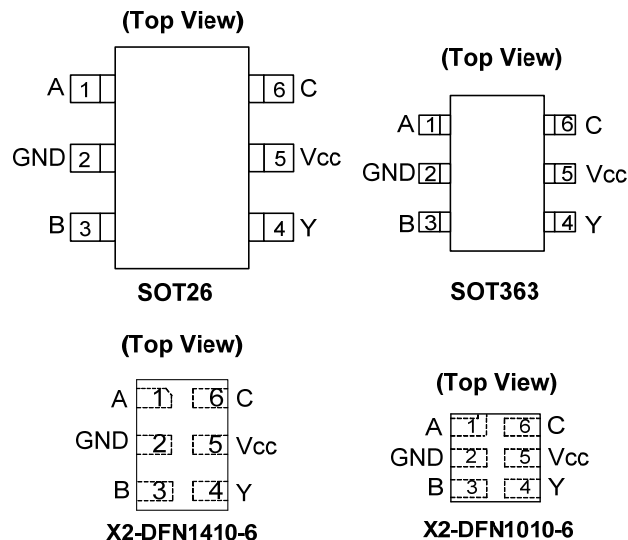 (Top View)
A 1 6 C
GND 2 5 Vcc
B 3 4 Y
SOT26
(Top View)
A 1 6 C
GND 2 5 Vcc
B 3 4 Y
SOT363
(Top View)
A 1 6 C
GND 2 5 Vcc
B 3 4 Y
X2-DFN1410-6
(Top View)
A 1 6 C
GND 2 5 Vcc
B 3 4 Y
X2-DFN1010-6